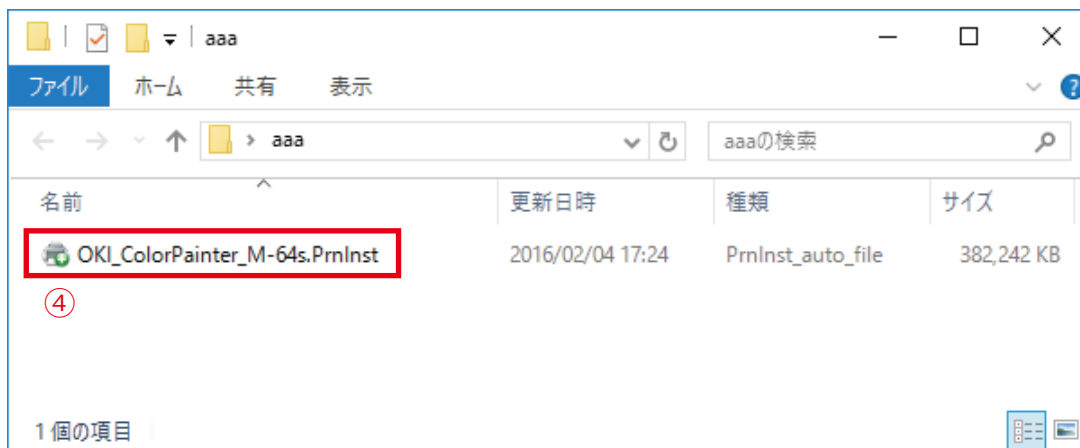 aaa
ファイル ホーム 共有 表示 ?
aaa aaaの検索
名前 更新日時 種類 サイズ
OKI_ColorPainter_M-64s.PrnInst 2016/02/04 17:24 PrnInst_auto_file 382,242 KB
④
1 個の項目